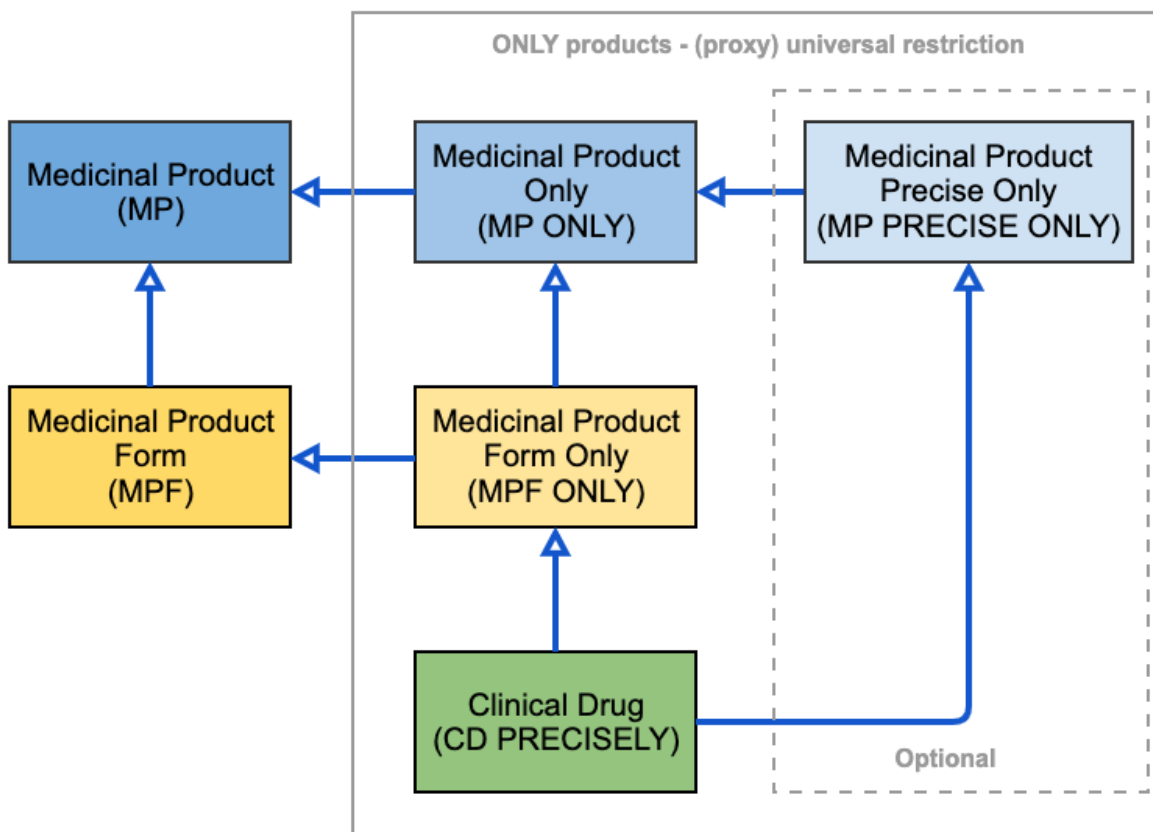 ONLY products - (proxy) universal restriction
Medicinal Product
(MP)
Medicinal Product
Only
(MP ONLY)
Medicinal Product
Precise Only
(MP PRECISE ONLY)
Medicinal Product
Form
(MPF)
Medicinal Product
Form Only
(MPF ONLY)
Clinical Drug
(CD PRECISELY)
Optional